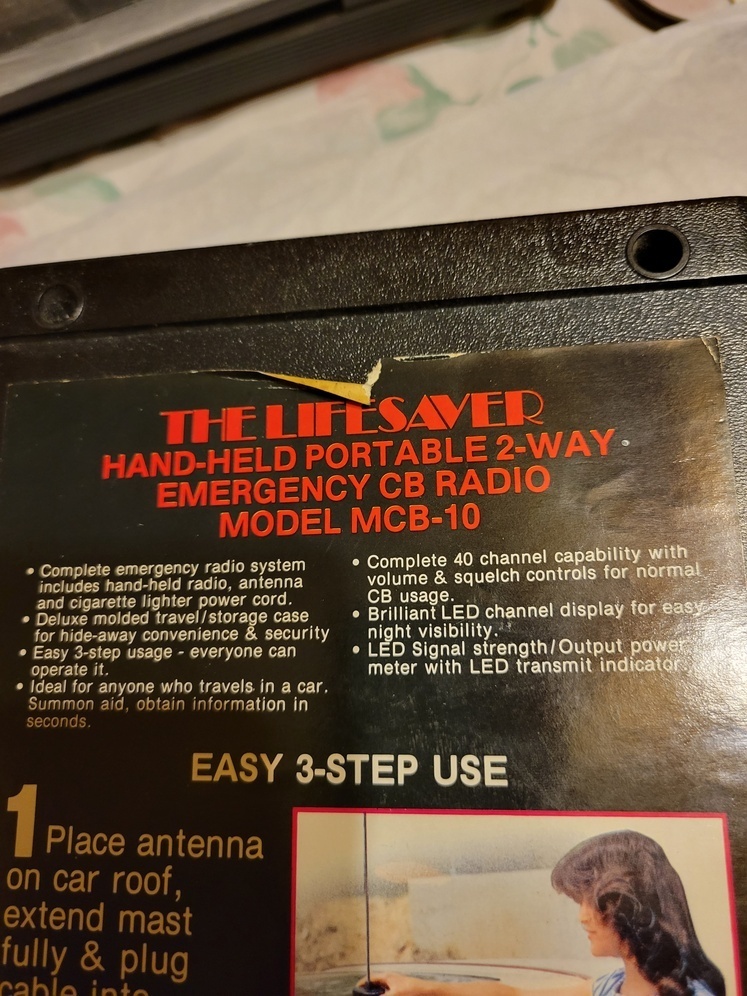 THE LIFESAVER
HAND-HELD PORTABLE 2-WAY
EMERGENCY CB RADIO
MODEL MCB-10
• Complete emergency radio system
includes hand-held radio, antenna
and cigarette lighter power cord.
• Deluxe molded travel/storage case
for hide-away convenience & security
• Easy 3-step usage - everyone can
operate it.
• Ideal for anyone who travels in a car.
Summon aid, obtain information in
seconds.
• Complete 40 channel capability with
volume & squelch controls for normal
CB usage.
• Brilliant LED channel display for easy
night visibility.
• LED Signal strength/Output power
meter with LED transmit indicator.
EASY 3-STEP USE
1 Place antenna
on car roof,
extend mast
fully & plug
cable into